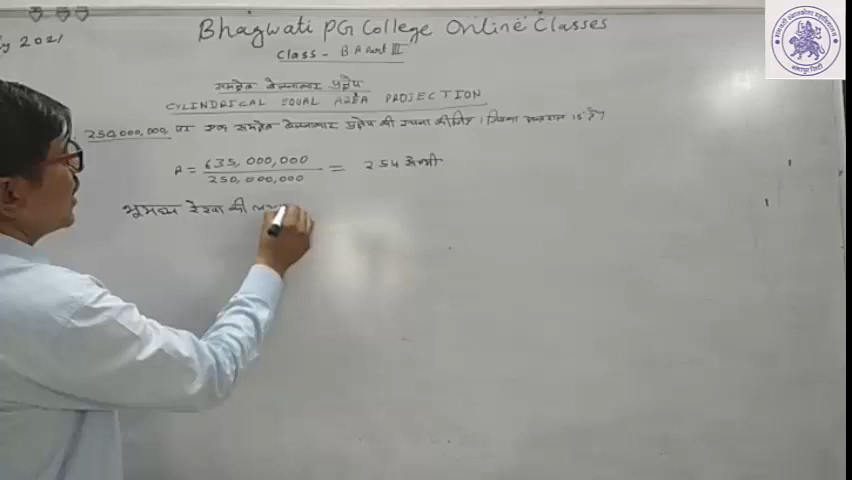 Bhagwati PG College Online Classes
2021
Class - B A Part III
समक्षेत्र बेलनाकार प्रक्षेप
CYLINDRICAL EQUAL AREA PROJECTION
250,000,000 पर एक समक्षेत्र बेलनाकार प्रक्षेप की रचना कीजिए। जिसका अन्तराल 15° है?
R = 635,000,000 / 250,000,000 = 2.54 सेमी
भूमध्य रेखा की